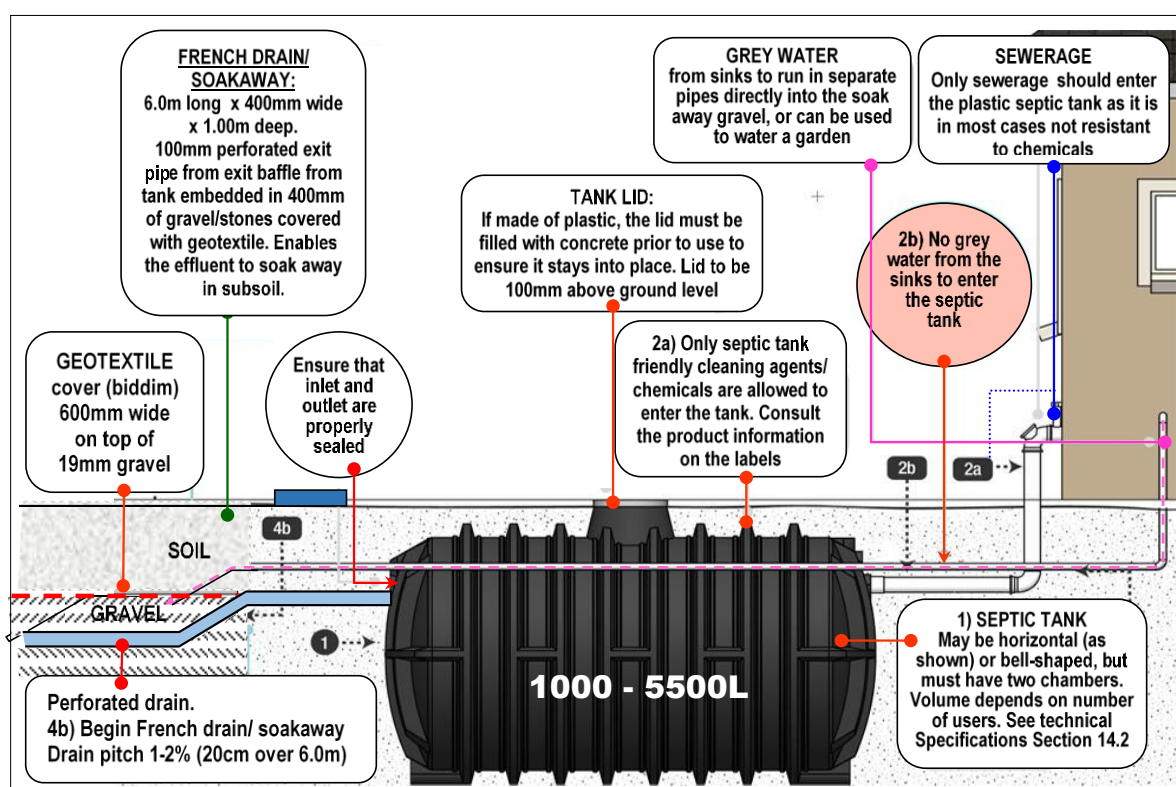 FRENCH DRAIN/
SOAKAWAY:
6.0m long x 400mm wide
x 1.00m deep.
100mm perforated exit
pipe from exit baffle from
tank embedded in 400mm
of gravel/stones covered
with geotextile. Enables
the effluent to soak away
in subsoil.
GREY WATER
from sinks to run in separate
pipes directly into the soak
away gravel, or can be used
to water a garden
SEWERAGE
Only sewerage should enter
the plastic septic tank as it is
in most cases not resistant
to chemicals
TANK LID:
If made of plastic, the lid must be
filled with concrete prior to use to
ensure it stays into place. Lid to be
100mm above ground level
2b) No grey
water from the
sinks to enter
the septic
tank
GEOTEXTILE
cover (biddim)
600mm wide
on top of
19mm gravel
Ensure that
inlet and
outlet are
properly
sealed
2a) Only septic tank
friendly cleaning agents/
chemicals are allowed to
enter the tank. Consult
the product information
on the labels
2b
2a
4b
SOIL
GRAVEL
1
1000 - 5500L
1) SEPTIC TANK
May be horizontal (as
shown) or bell-shaped, but
must have two chambers.
Volume depends on number
of users. See technical
Specifications Section 14.2
Perforated drain.
4b) Begin French drain/ soakaway
Drain pitch 1-2% (20cm over 6.0m)